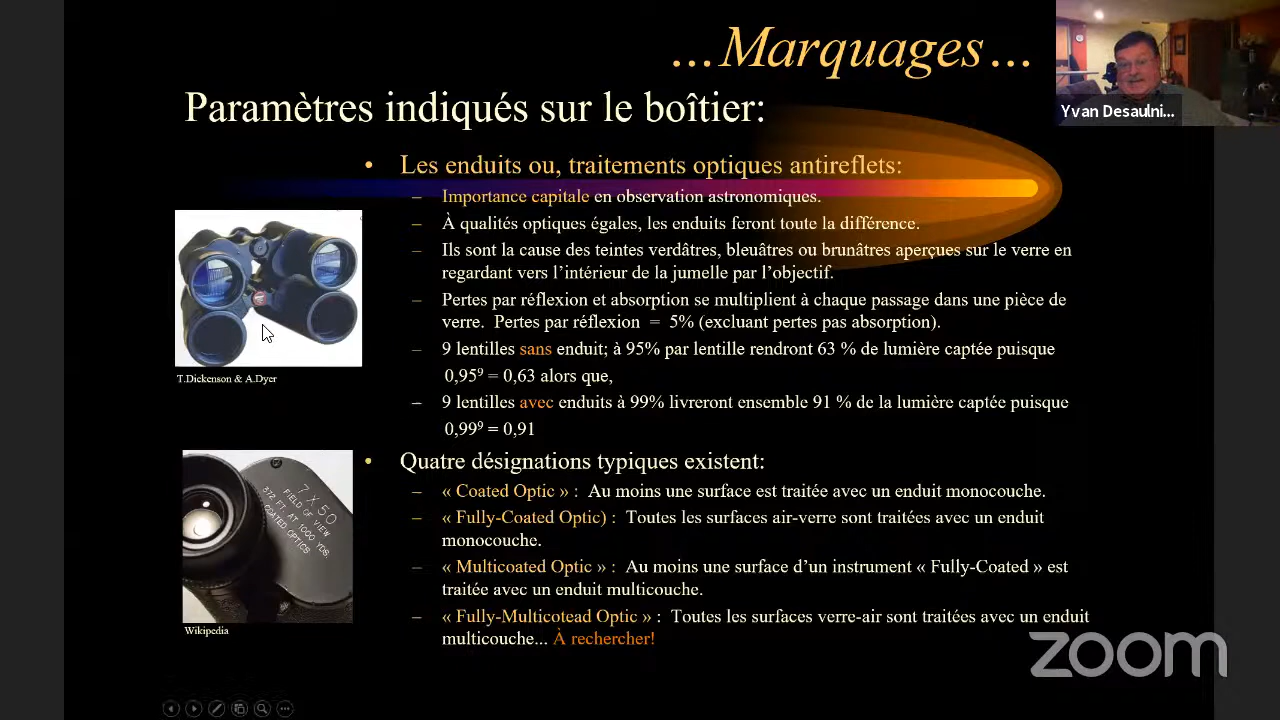 …Marquages…
Yvan Desaulni...
Paramètres indiqués sur le boîtier:
• Les enduits ou, traitements optiques antireflets:
– Importance capitale en observation astronomiques.
– À qualités optiques égales, les enduits feront toute la différence.
– Ils sont la cause des teintes verdâtres, bleuâtres ou brunâtres aperçues sur le verre en
regardant vers l’intérieur de la jumelle par l’objectif.
– Pertes par réflexion et absorption se multiplient à chaque passage dans une pièce de
verre. Pertes par réflexion = 5% (excluant pertes pas absorption).
– 9 lentilles sans enduit; à 95% par lentille rendront 63 % de lumière captée puisque
0,95⁹ = 0,63 alors que,
– 9 lentilles avec enduits à 99% livreront ensemble 91 % de la lumière captée puisque
0,99⁹ = 0,91
T.Dickenson & A.Dyer
• Quatre désignations typiques existent:
– « Coated Optic » : Au moins une surface est traitée avec un enduit monocouche.
– « Fully-Coated Optic) : Toutes les surfaces air-verre sont traitées avec un enduit
monocouche.
– « Multicoated Optic » : Au moins une surface d’un instrument « Fully-Coated » est
traitée avec un enduit multicouche.
– « Fully-Multicotead Optic » : Toutes les surfaces verre-air sont traitées avec un enduit
multicouche... À rechercher!
7 X 50
FIELD OF VIEW
372 FT. AT 1000 YDS
COATED OPTICS
Wikipedia
zoom